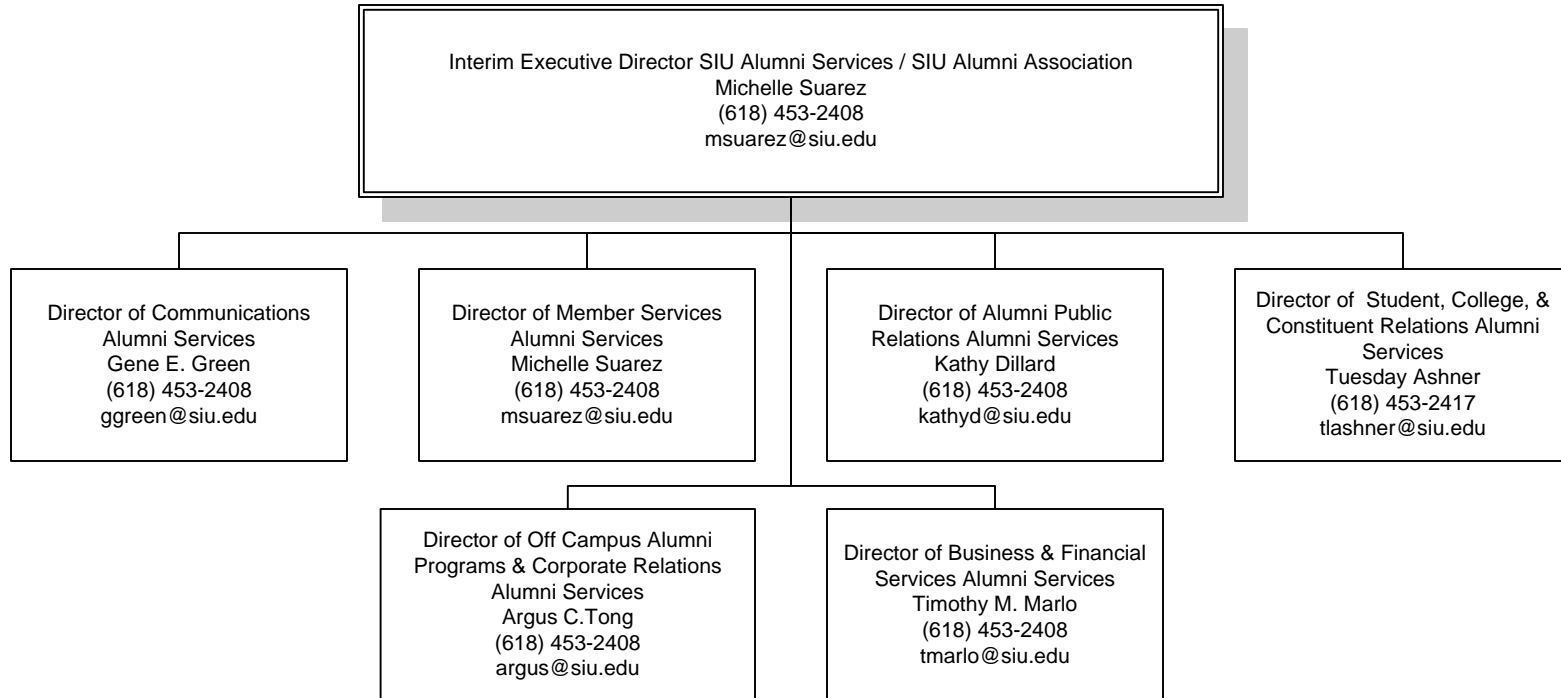 Interim Executive Director SIU Alumni Services / SIU Alumni Association
Michelle Suarez
(618) 453-2408
msuarez@siu.edu
Director of Communications
Alumni Services
Gene E. Green
(618) 453-2408
ggreen@siu.edu
Director of Member Services
Alumni Services
Michelle Suarez
(618) 453-2408
msuarez@siu.edu
Director of Alumni Public
Relations Alumni Services
Kathy Dillard
(618) 453-2408
kathyd@siu.edu
Director of  Student, College, &
Constituent Relations Alumni
Services
Tuesday Ashner
(618) 453-2417
tlashner@siu.edu
Director of Off Campus Alumni
Programs & Corporate Relations
Alumni Services
Argus C.Tong
(618) 453-2408
argus@siu.edu
Director of Business & Financial
Services Alumni Services
Timothy M. Marlo
(618) 453-2408
tmarlo@siu.edu